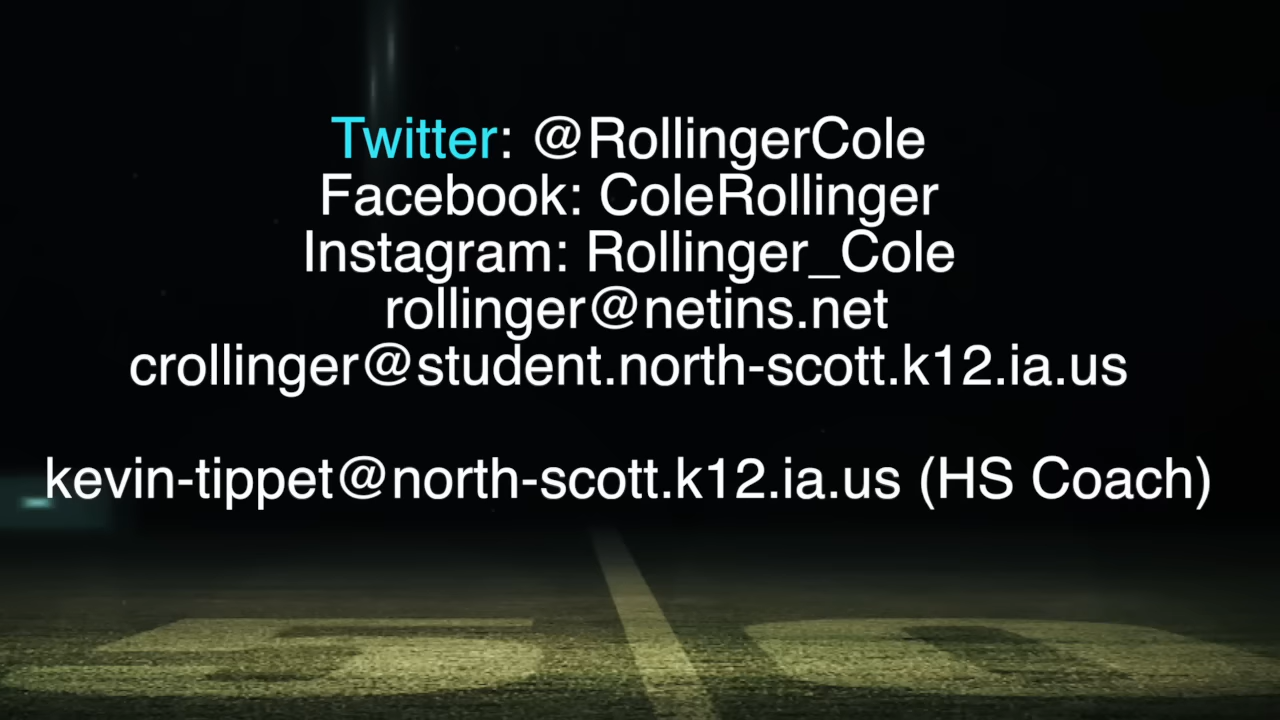 Twitter: @RollingerCole
Facebook: ColeRollinger
Instagram: Rollinger_Cole
rollinger@netins.net
crollinger@student.north-scott.k12.ia.us
kevin-tippet@north-scott.k12.ia.us (HS Coach)
50